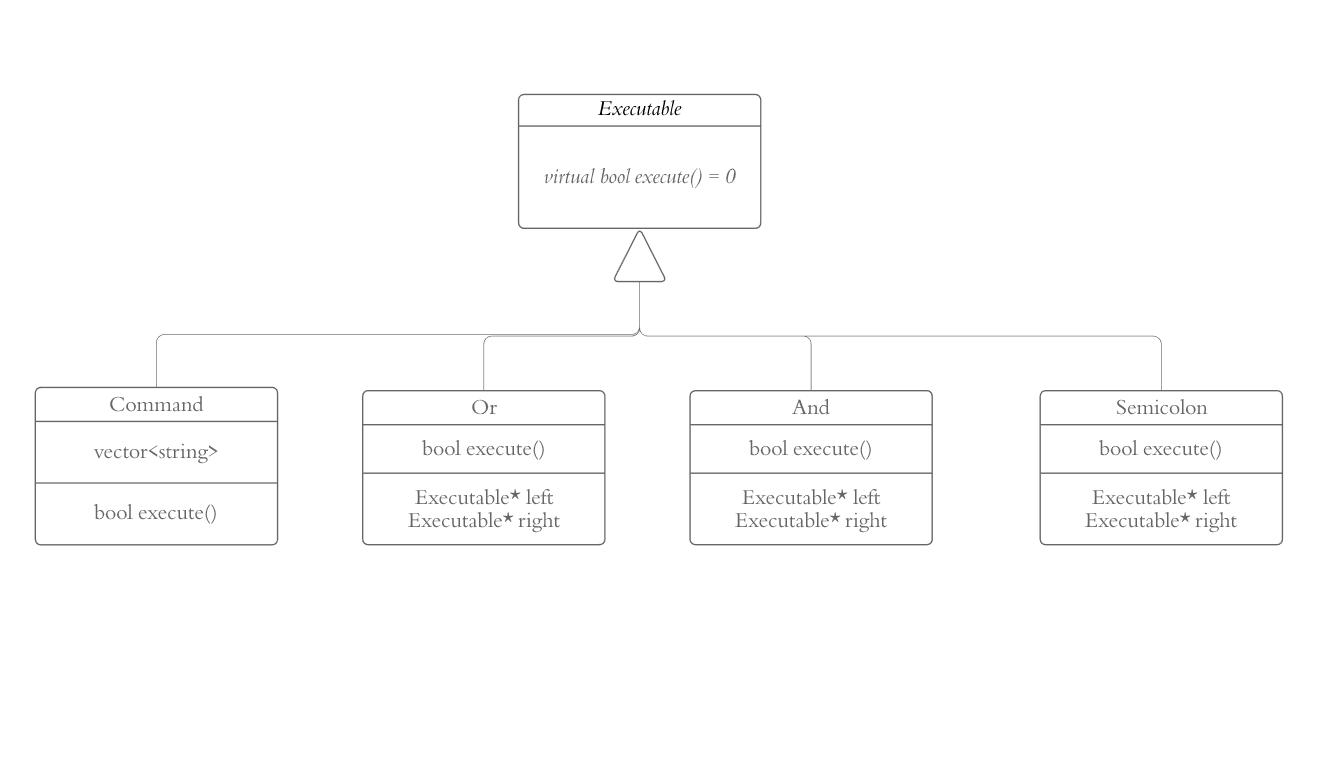 Executable
virtual bool execute() = 0
Command
vector<string>
bool execute()
Or
bool execute()
Executable★ left
Executable★ right
And
bool execute()
Executable★ left
Executable★ right
Semicolon
bool execute()
Executable★ left
Executable★ right